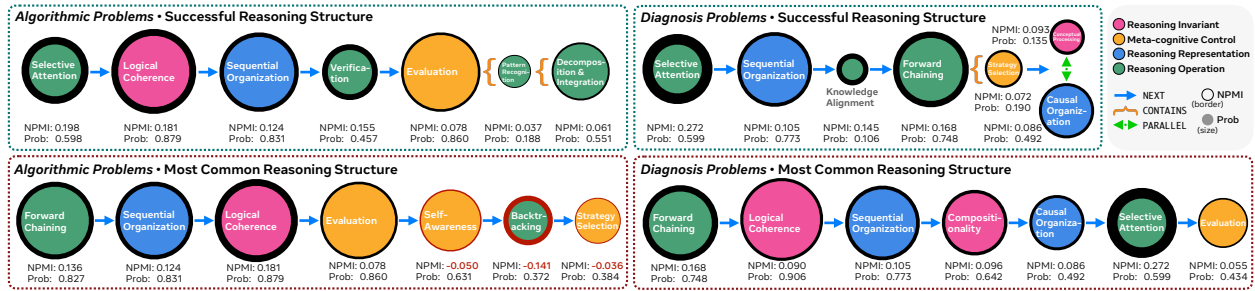 Algorithmic Problems • Successful Reasoning Structure
Selective
Attention
Logical
Coherence
Sequential
Organization
Verifica-
tion
Evaluation
Pattern
Recogni-
tion
Decompos-
ition &
Integration
NPMI: 0.198
Prob: 0.598
NPMI: 0.181
Prob: 0.879
NPMI: 0.124
Prob: 0.831
NPMI: 0.155
Prob: 0.457
NPMI: 0.078
Prob: 0.860
NPMI: 0.037
Prob: 0.188
NPMI: 0.061
Prob: 0.551
Diagnosis Problems • Successful Reasoning Structure
Selective
Attention
Sequential
Organization
Knowledge
Alignment
Forward
Chaining
Strategy
Selection
Conceptual
Processing
Causal
Organiz-
ation
NPMI: 0.272
Prob: 0.599
NPMI: 0.105
Prob: 0.773
NPMI: 0.145
Prob: 0.106
NPMI: 0.168
Prob: 0.748
NPMI: 0.072
Prob: 0.190
NPMI: 0.093
Prob: 0.135
NPMI: 0.086
Prob: 0.492
Reasoning Invariant
Meta-cognitive Control
Reasoning Representation
Reasoning Operation
NEXT
CONTAINS
PARALLEL
NPMI
(border)
Prob
(size)
Algorithmic Problems • Most Common Reasoning Structure
Forward
Chaining
Sequential
Organization
Logical
Coherence
Evaluation
Self-
Awareness
Backtr-
acking
Strategy
Selection
NPMI: 0.136
Prob: 0.827
NPMI: 0.124
Prob: 0.831
NPMI: 0.181
Prob: 0.879
NPMI: 0.078
Prob: 0.860
NPMI: -0.050
Prob: 0.631
NPMI: -0.141
Prob: 0.372
NPMI: -0.036
Prob: 0.384
Diagnosis Problems • Most Common Reasoning Structure
Forward
Chaining
Logical
Coherence
Sequential
Organization
Compositi-
onality
Causal
Organiza-
tion
Selective
Attention
Evaluation
NPMI: 0.168
Prob: 0.748
NPMI: 0.090
Prob: 0.906
NPMI: 0.105
Prob: 0.773
NPMI: 0.096
Prob: 0.642
NPMI: 0.086
Prob: 0.492
NPMI: 0.272
Prob: 0.599
NPMI: 0.055
Prob: 0.434